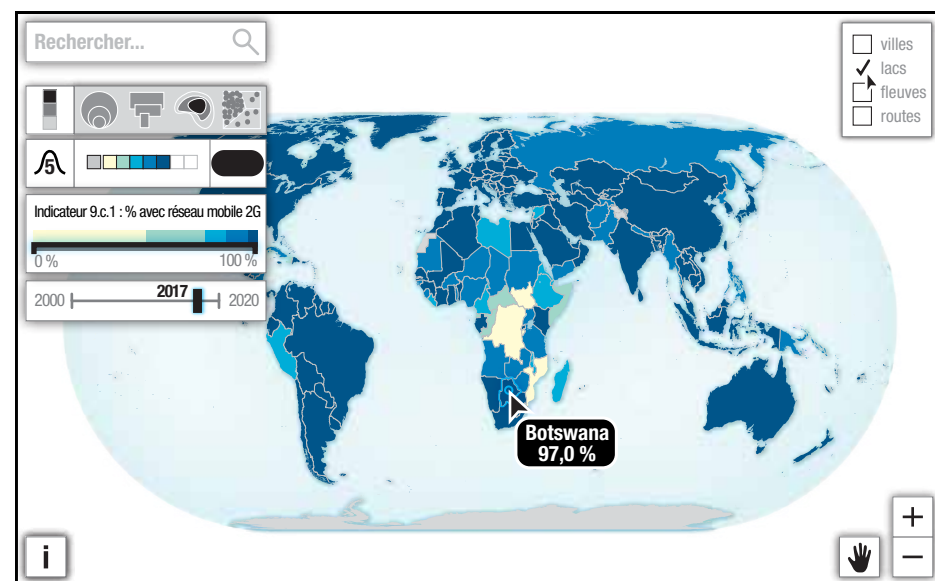 Rechercher...
villes
lacs
fleuves
routes
5
Indicateur 9.c.1 : % avec réseau mobile 2G
0 %
100 %
2000
2017
2020
Botswana
97,0 %
i
+
−